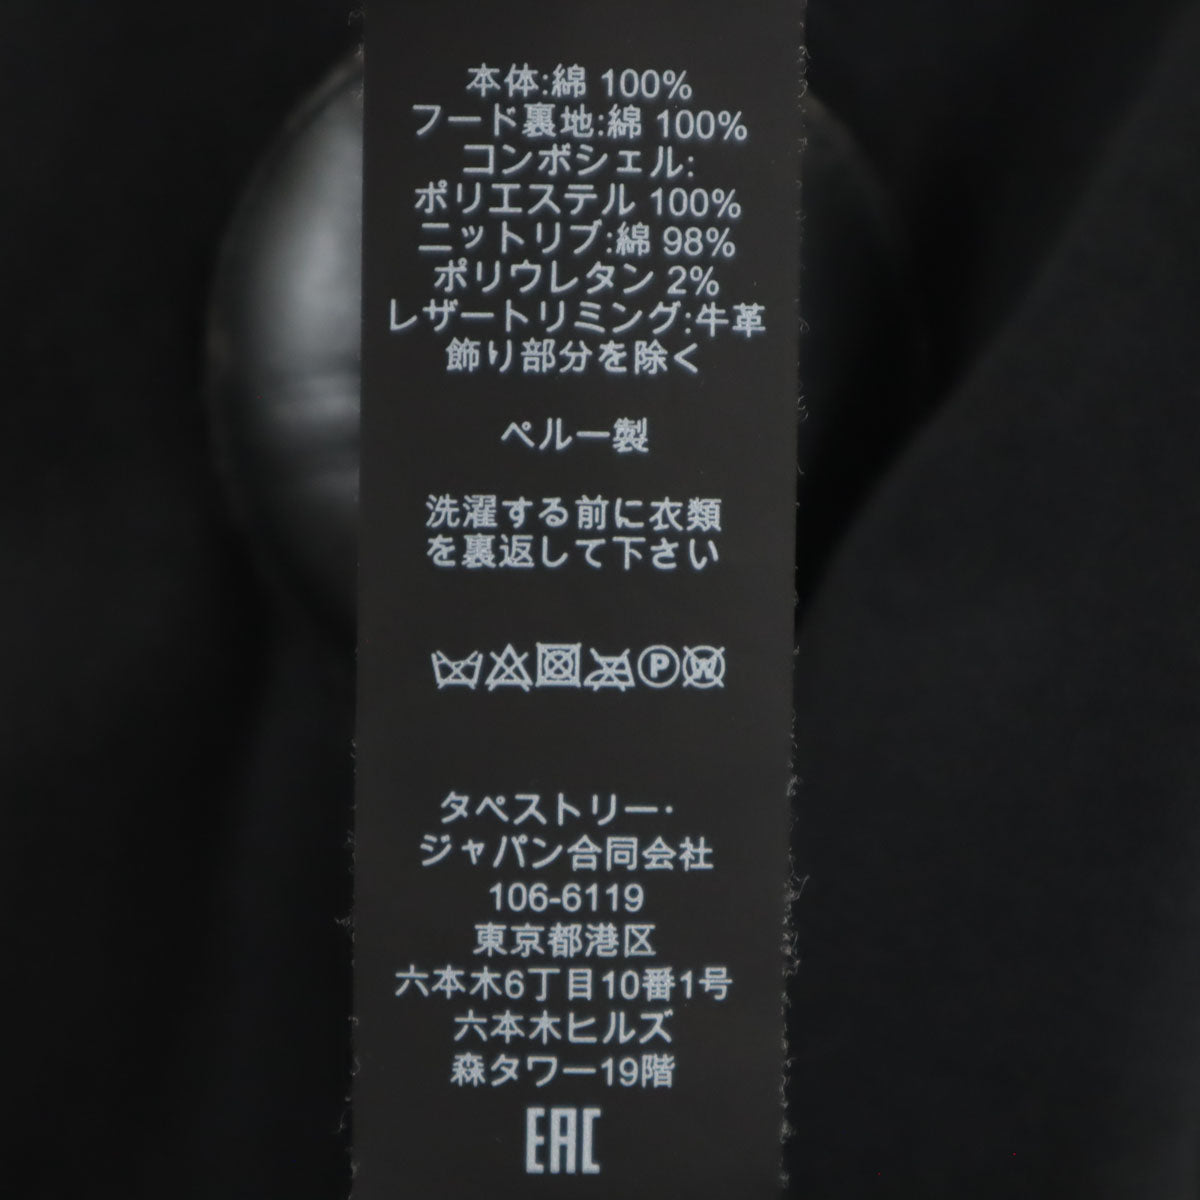 本体:綿 100%
フード裏地:綿 100%
コンボシェル:
ポリエステル 100%
ニットリブ:綿 98%
ポリウレタン 2%
レザートリミング:牛革
飾り部分を除く
ペルー製
洗濯する前に衣類
を裏返して下さい
P W
タペストリー・
ジャパン合同会社
106-6119
東京都港区
六本木6丁目10番1号
六本木ヒルズ
森タワー19階
EAC